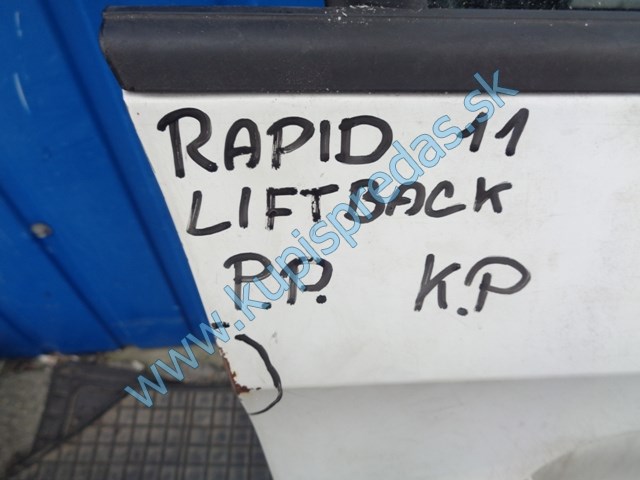 RAPID 11
LIFTBACK
P.P. K.P
www.kupispredas.sk